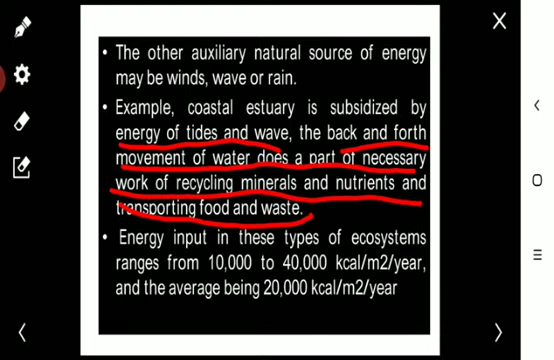 • The other auxiliary natural source of energy
may be winds, wave or rain.
• Example, coastal estuary is subsidized by
energy of tides and wave, the back and forth
movement of water does a part of necessary
work of recycling minerals and nutrients and
transporting food and waste.
• Energy input in these types of ecosystems
ranges from 10,000 to 40,000 kcal/m2/year,
and the average being 20,000 kcal/m2/year